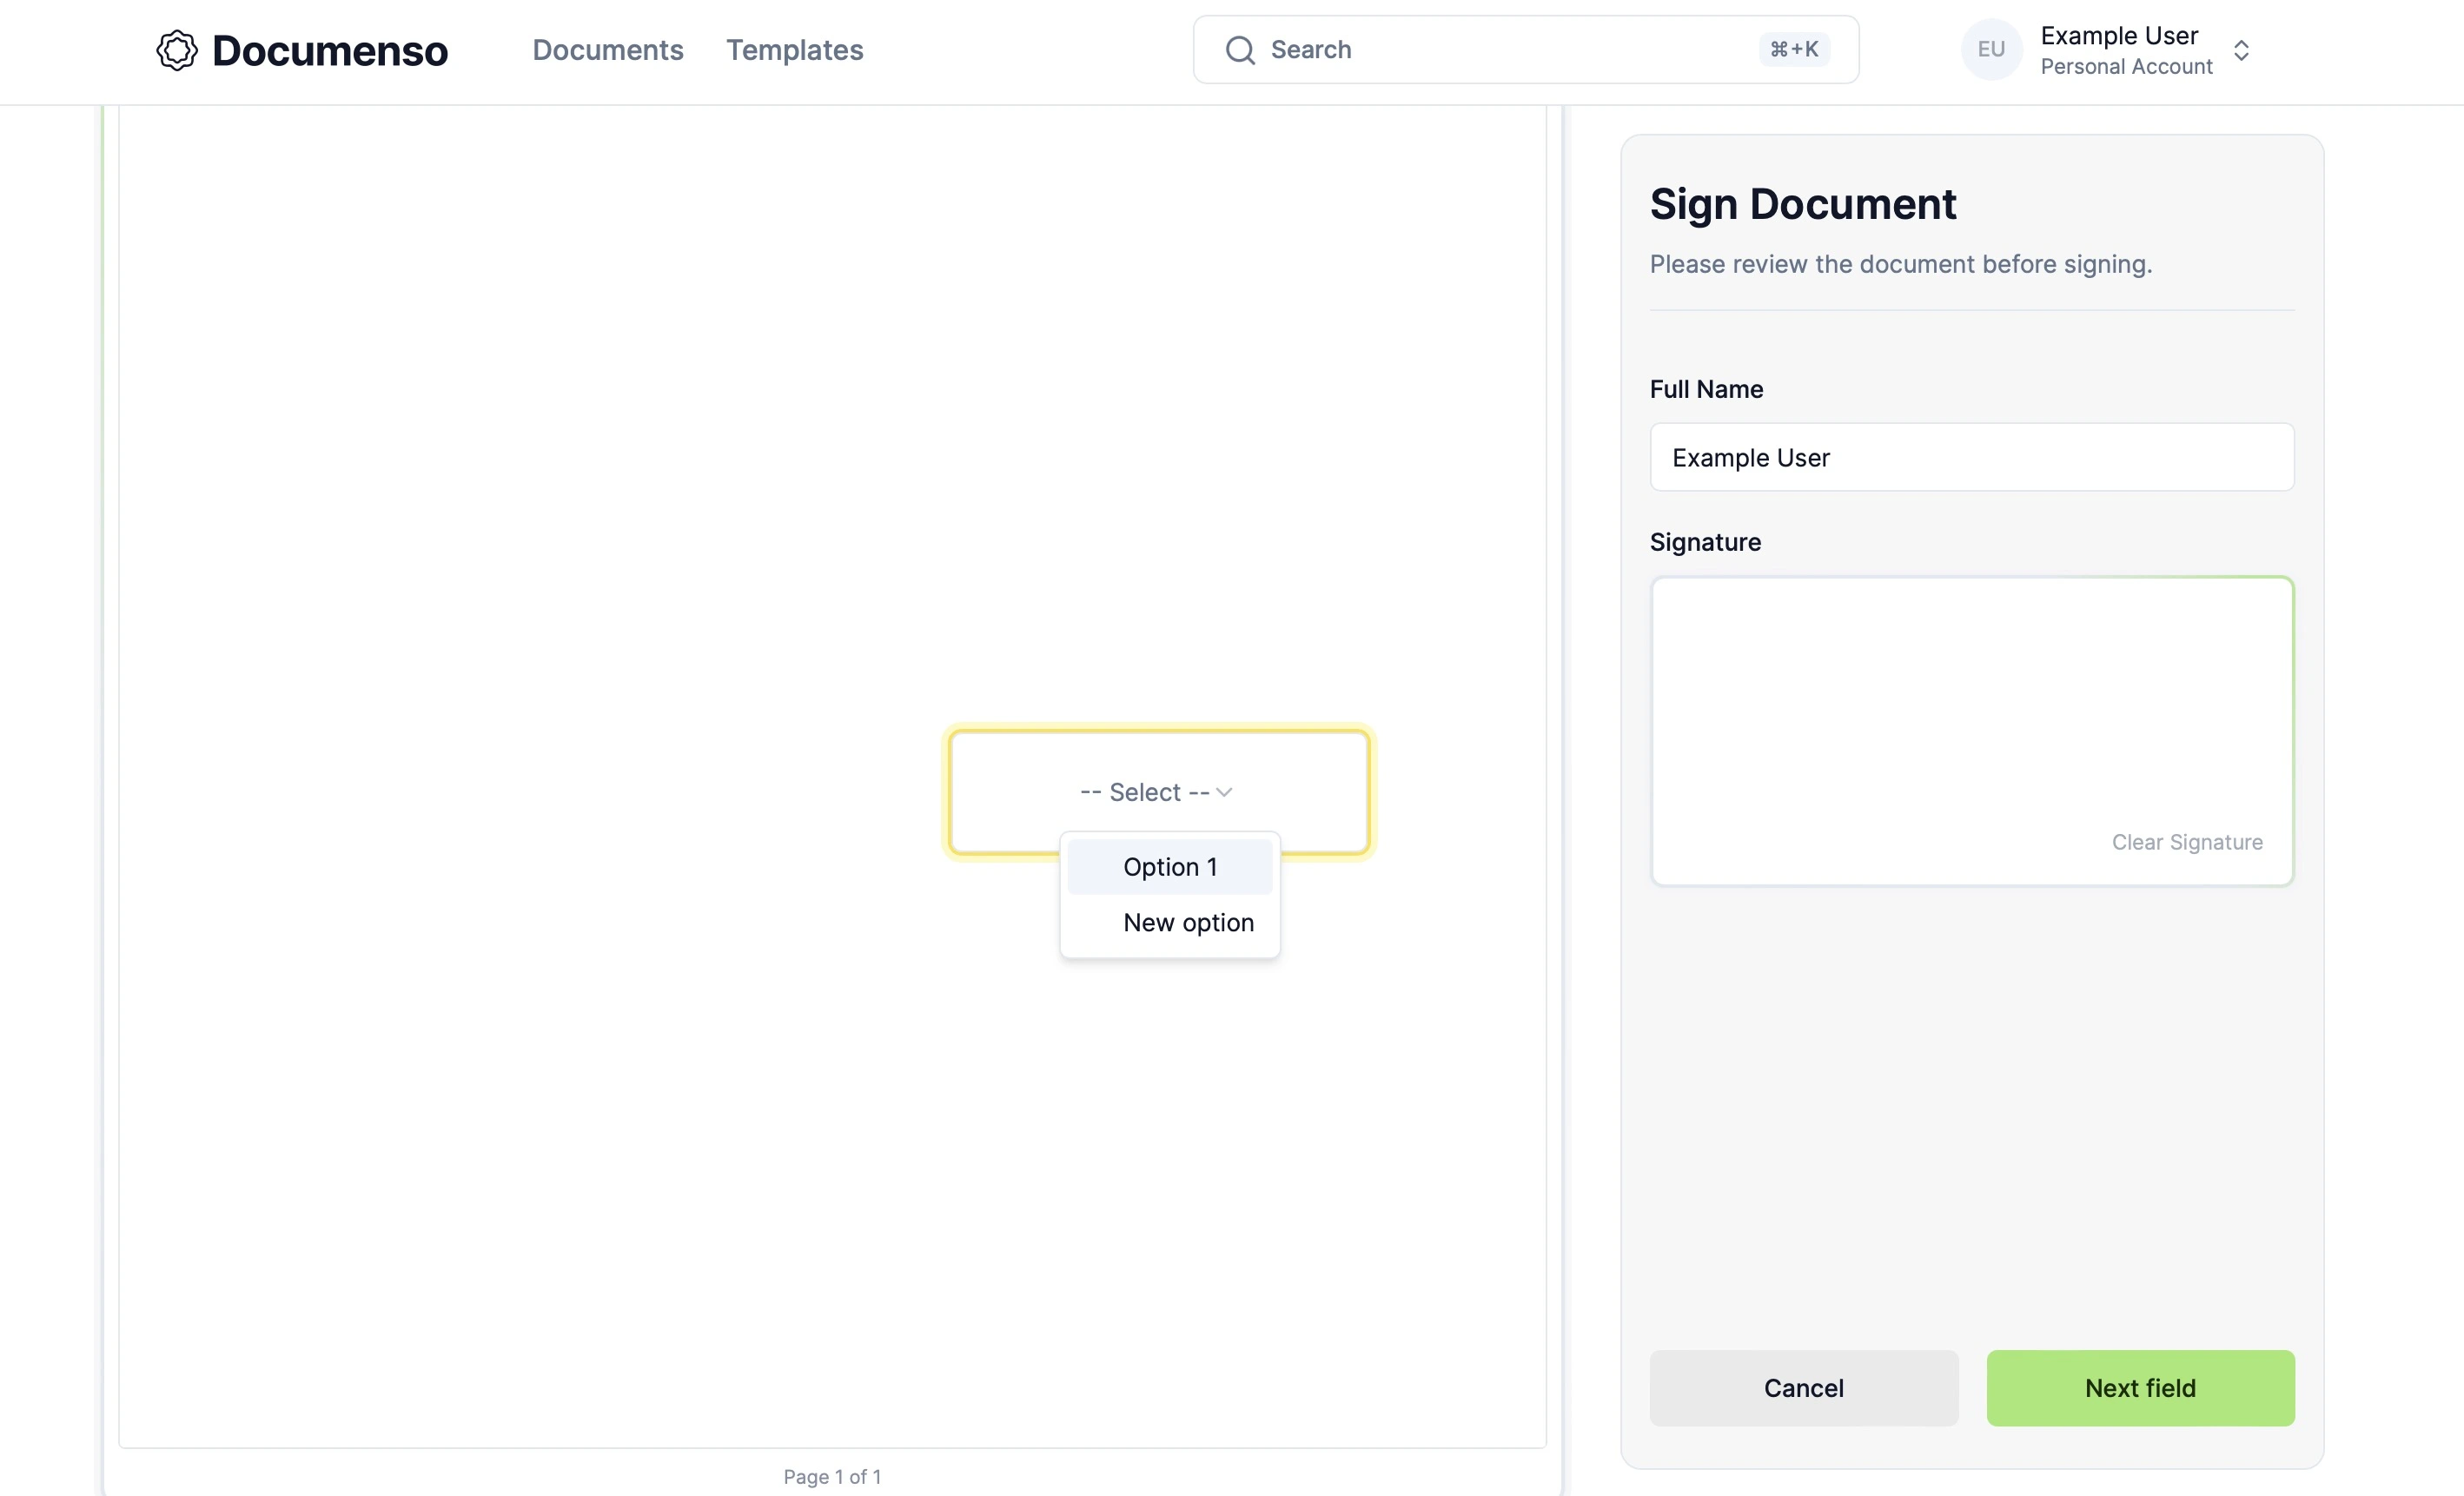 Documenso
Documents
Templates
Search
⌘+K
EU
Example User
Personal Account
-- Select --
Option 1
New option
Page 1 of 1
Sign Document
Please review the document before signing.
Full Name
Example User
Signature
Clear Signature
Cancel
Next field